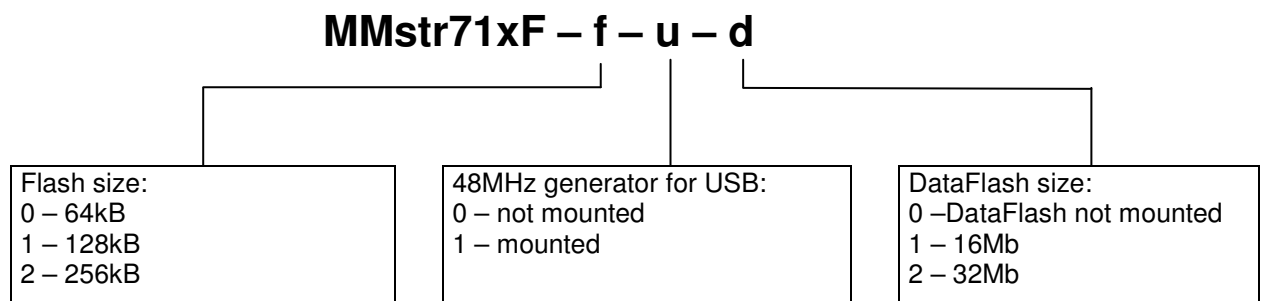 MMstr71xF – f – u – d
Flash size:
0 – 64kB
1 – 128kB
2 – 256kB
48MHz generator for USB:
0 – not mounted
1 – mounted
DataFlash size:
0 –DataFlash not mounted
1 – 16Mb
2 – 32Mb